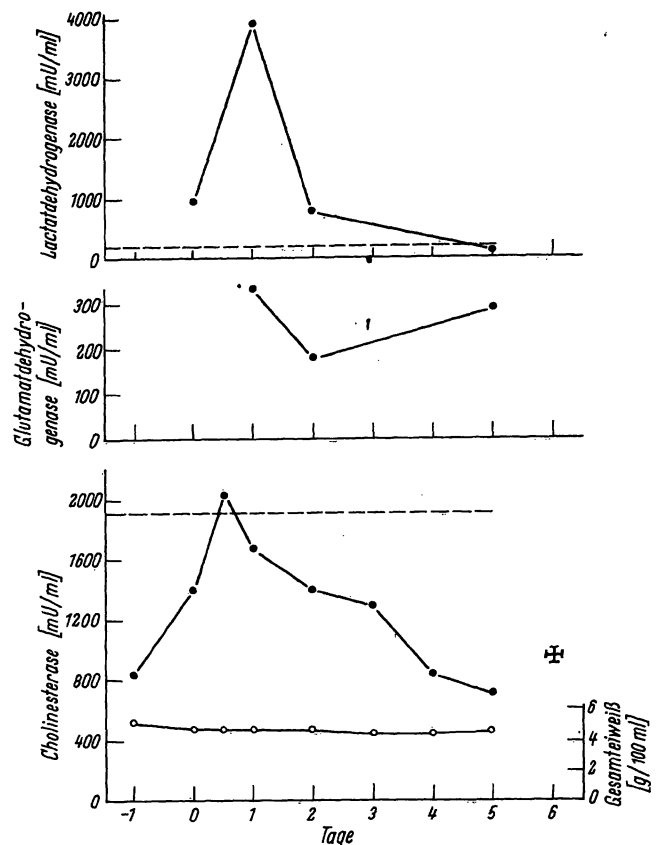 4000
3000
2000
1000
0
Lactatdehydrogenase [mU/ml]
300
200
100
0
Glutamatdehydro-
genase [mU/ml]
2000
1600
1200
800
400
0
Cholinesterase [mU/ml]
6
4
2
0
Gesamteiweiß
[g/100 ml]
-1 0 1 2 3 4 5 6
Tage